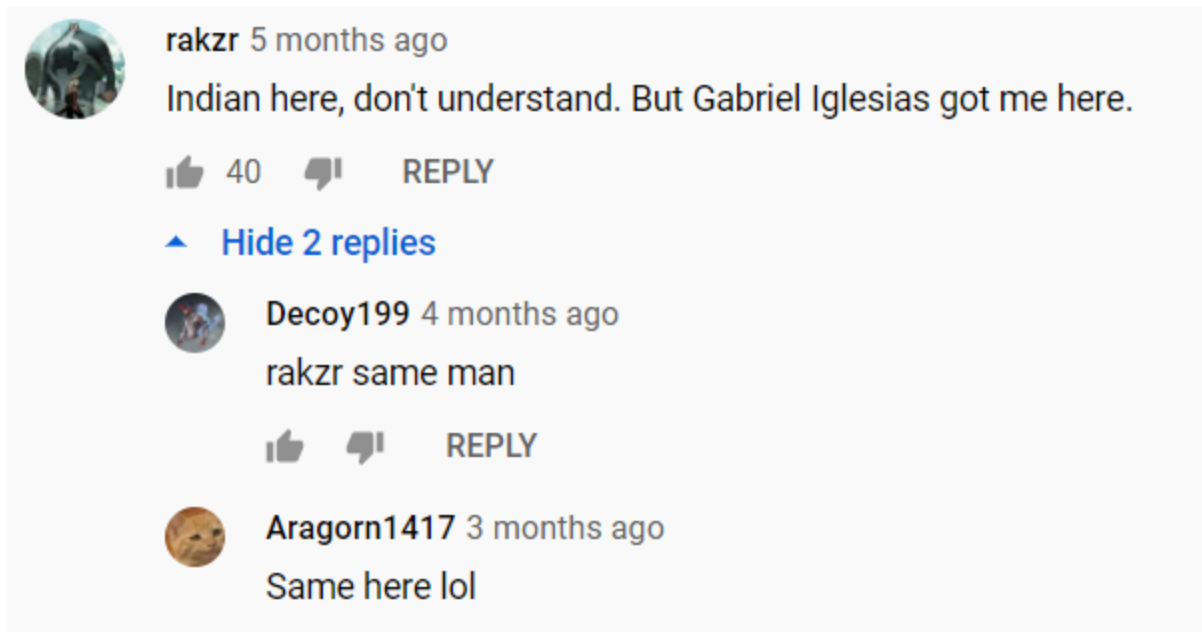 rakzr 5 months ago
Indian here, don't understand. But Gabriel Iglesias got me here.
40 REPLY
Hide 2 replies
Decoy199 4 months ago
rakzr same man
REPLY
Aragorn1417 3 months ago
Same here lol